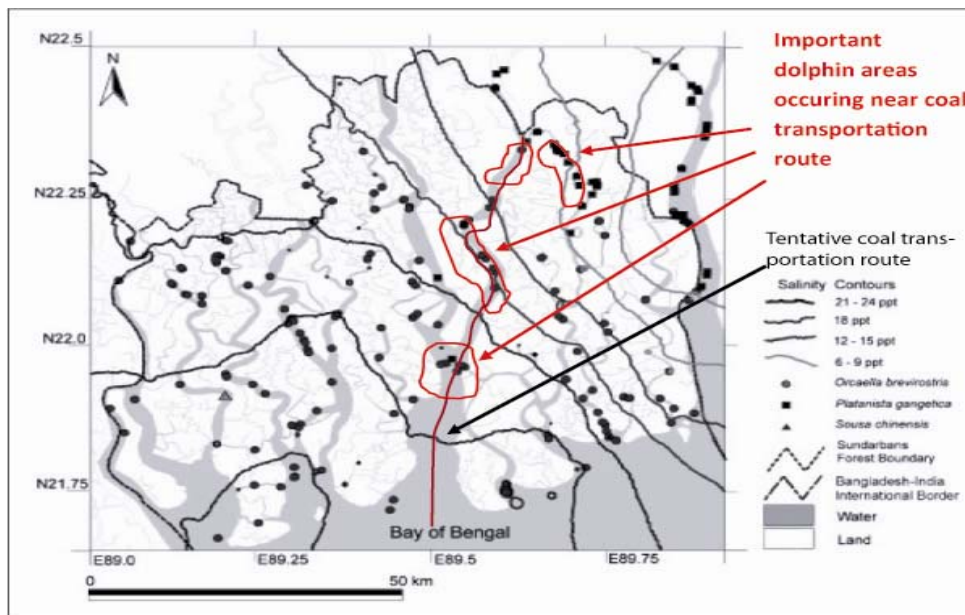 N22.5
N
N22.25
N22.0
N21.75
E89.0
E89.25
E89.5
E89.75
0
50 km
Bay of Bengal
Important
dolphin areas
occuring near coal
transportation
route
Tentative coal trans-
portation route
Salinity Contours
21 - 24 ppt
18 ppt
12 - 15 ppt
6 - 9 ppt
Orcaella brevirostris
Platanista gangetica
Sousa chinensis
Sundarbans
Forest Boundary
Bangladesh-India
International Border
Water
Land